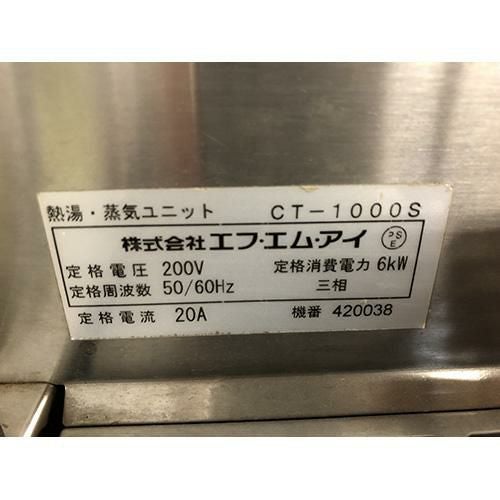 熱湯・蒸気ユニット CT-1000S
株式会社エフ・エム・アイ PSE
定格電圧 200V 定格消費電力 6kW
定格周波数 50/60Hz 三相
定格電流 20A 機番 420038